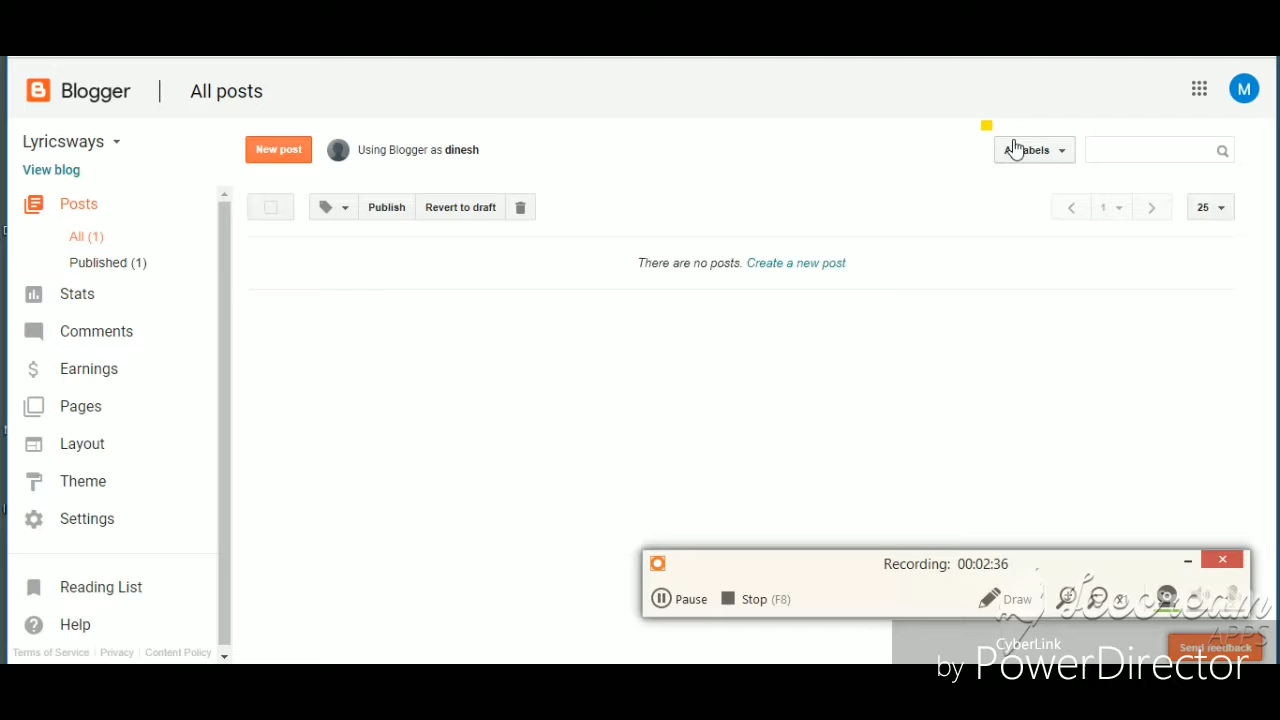 Blogger
All posts
M
Lyricsways
View blog
New post
Using Blogger as dinesh
Posts
All (1)
Published (1)
Publish
Revert to draft
1
25
There are no posts. Create a new post
Stats
Comments
Earnings
Pages
Layout
Theme
Settings
Reading List
Help
Terms of Service | Privacy | Content Policy
Recording: 00:02:36
Pause
Stop (F8)
Draw
Icecream
APPS
Send feedback
CyberLink
by PowerDirector